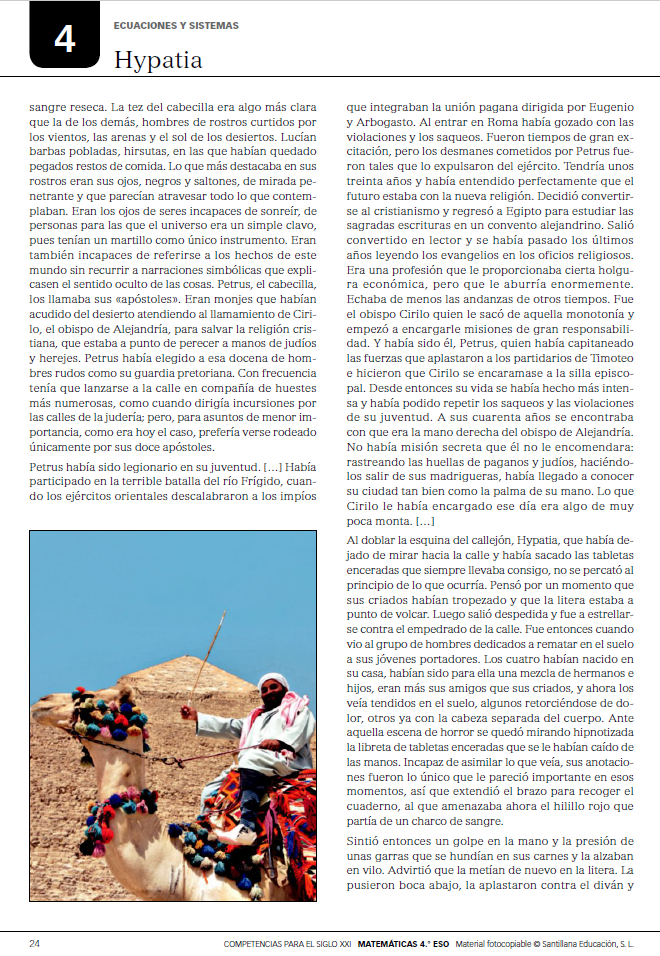 4
ECUACIONES Y SISTEMAS
Hypatia
sangre reseca. La tez del cabecilla era algo más clara
que la de los demás, hombres de rostros curtidos por
los vientos, las arenas y el sol de los desiertos. Lucían
barbas pobladas, hirsutas, en las que habían quedado
pegados restos de comida. Lo que más destacaba en sus
rostros eran sus ojos, negros y saltones, de mirada pe-
netrante y que parecían atravesar todo lo que contem-
plaban. Eran los ojos de seres incapaces de sonreír, de
personas para las que el universo era un simple clavo,
pues tenían un martillo como único instrumento. Eran
también incapaces de referirse a los hechos de este
mundo sin recurrir a narraciones simbólicas que expli-
casen el sentido oculto de las cosas. Petrus, el cabecilla,
los llamaba sus «apóstoles». Eran monjes que habían
acudido del desierto atendiendo al llamamiento de Ciri-
lo, el obispo de Alejandría, para salvar la religión cris-
tiana, que estaba a punto de perecer a manos de judíos
y herejes. Petrus había elegido a esa docena de hom-
bres rudos como su guardia pretoriana. Con frecuencia
tenía que lanzarse a la calle en compañía de huestes
más numerosas, como cuando dirigía incursiones por
las calles de la judería; pero, para asuntos de menor im-
portancia, como era hoy el caso, prefería verse rodeado
únicamente por sus doce apóstoles.
Petrus había sido legionario en su juventud. […] Había
participado en la terrible batalla del río Frígido, cuan-
do los ejércitos orientales descalabraron a los impíos
que integraban la unión pagana dirigida por Eugenio
y Arbogasto. Al entrar en Roma había gozado con las
violaciones y los saqueos. Fueron tiempos de gran ex-
citación, pero los desmanes cometidos por Petrus fue-
ron tales que lo expulsaron del ejército. Tendría unos
treinta años y había entendido perfectamente que el
futuro estaba con la nueva religión. Decidió convertir-
se al cristianismo y regresó a Egipto para estudiar las
sagradas escrituras en un convento alejandrino. Salió
convertido en lector y se había pasado los últimos
años leyendo los evangelios en los oficios religiosos.
Era una profesión que le proporcionaba cierta holgu-
ra económica, pero que le aburría enormemente.
Echaba de menos las andanzas de otros tiempos. Fue
el obispo Cirilo quien le sacó de aquella monotonía y
empezó a encargarle misiones de gran responsabili-
dad. Y había sido él, Petrus, quien había capitaneado
las fuerzas que aplastaron a los partidarios de Timoteo
e hicieron que Cirilo se encaramase a la silla episco-
pal. Desde entonces su vida se había hecho más inten-
sa y había podido repetir los saqueos y las violaciones
de su juventud. A sus cuarenta años se encontraba
con que era la mano derecha del obispo de Alejandría.
No había misión secreta que él no le encomendara:
rastreando las huellas de paganos y judíos, haciéndo-
los salir de sus madrigueras, había llegado a conocer
su ciudad tan bien como la palma de su mano. Lo que
Cirilo le había encargado ese día era algo de muy
poca monta. […]
Al doblar la esquina del callejón, Hypatia, que había de-
jado de mirar hacia la calle y había sacado las tabletas
enceradas que siempre llevaba consigo, no se percató al
principio de lo que ocurría. Pensó por un momento que
sus criados habían tropezado y que la litera estaba a
punto de volcar. Luego salió despedida y fue a estrellar-
se contra el empedrado de la calle. Fue entonces cuando
vio al grupo de hombres dedicados a rematar en el suelo
a sus jóvenes portadores. Los cuatro habían nacido en
su casa, habían sido para ella una mezcla de hermanos e
hijos, eran más sus amigos que sus criados, y ahora los
veía tendidos en el suelo, algunos retorciéndose de do-
lor, otros ya con la cabeza separada del cuerpo. Ante
aquella escena de horror se quedó mirando hipnotizada
la libreta de tabletas enceradas que se le habían caído de
las manos. Incapaz de asimilar lo que veía, sus anotacio-
nes fueron lo único que le pareció importante en esos
momentos, así que extendió el brazo para recoger el
cuaderno, al que amenazaba ahora el hilillo rojo que
partía de un charco de sangre.
Sintió entonces un golpe en la mano y la presión de
unas garras que se hundían en sus carnes y la alzaban
en vilo. Advirtió que la metían de nuevo en la litera. La
pusieron boca abajo, la aplastaron contra el diván y
24
COMPETENCIAS PARA EL SIGLO XXI MATEMÁTICAS 4.° ESO Material fotocopiable © Santillana Educación, S. L.